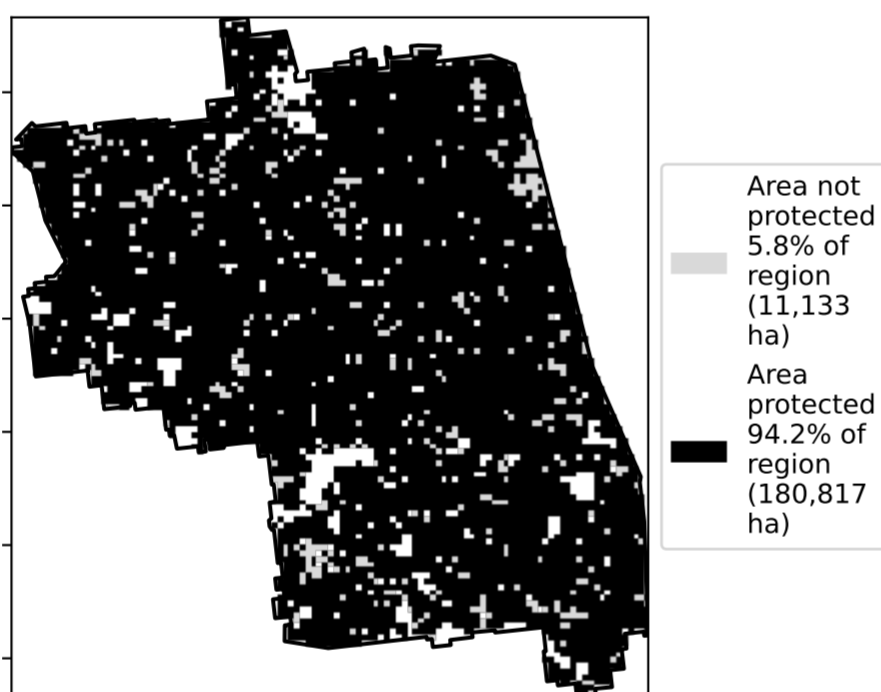 Area not
protected
5.8% of
region
(11,133
ha)
Area
protected
94.2% of
region
(180,817
ha)